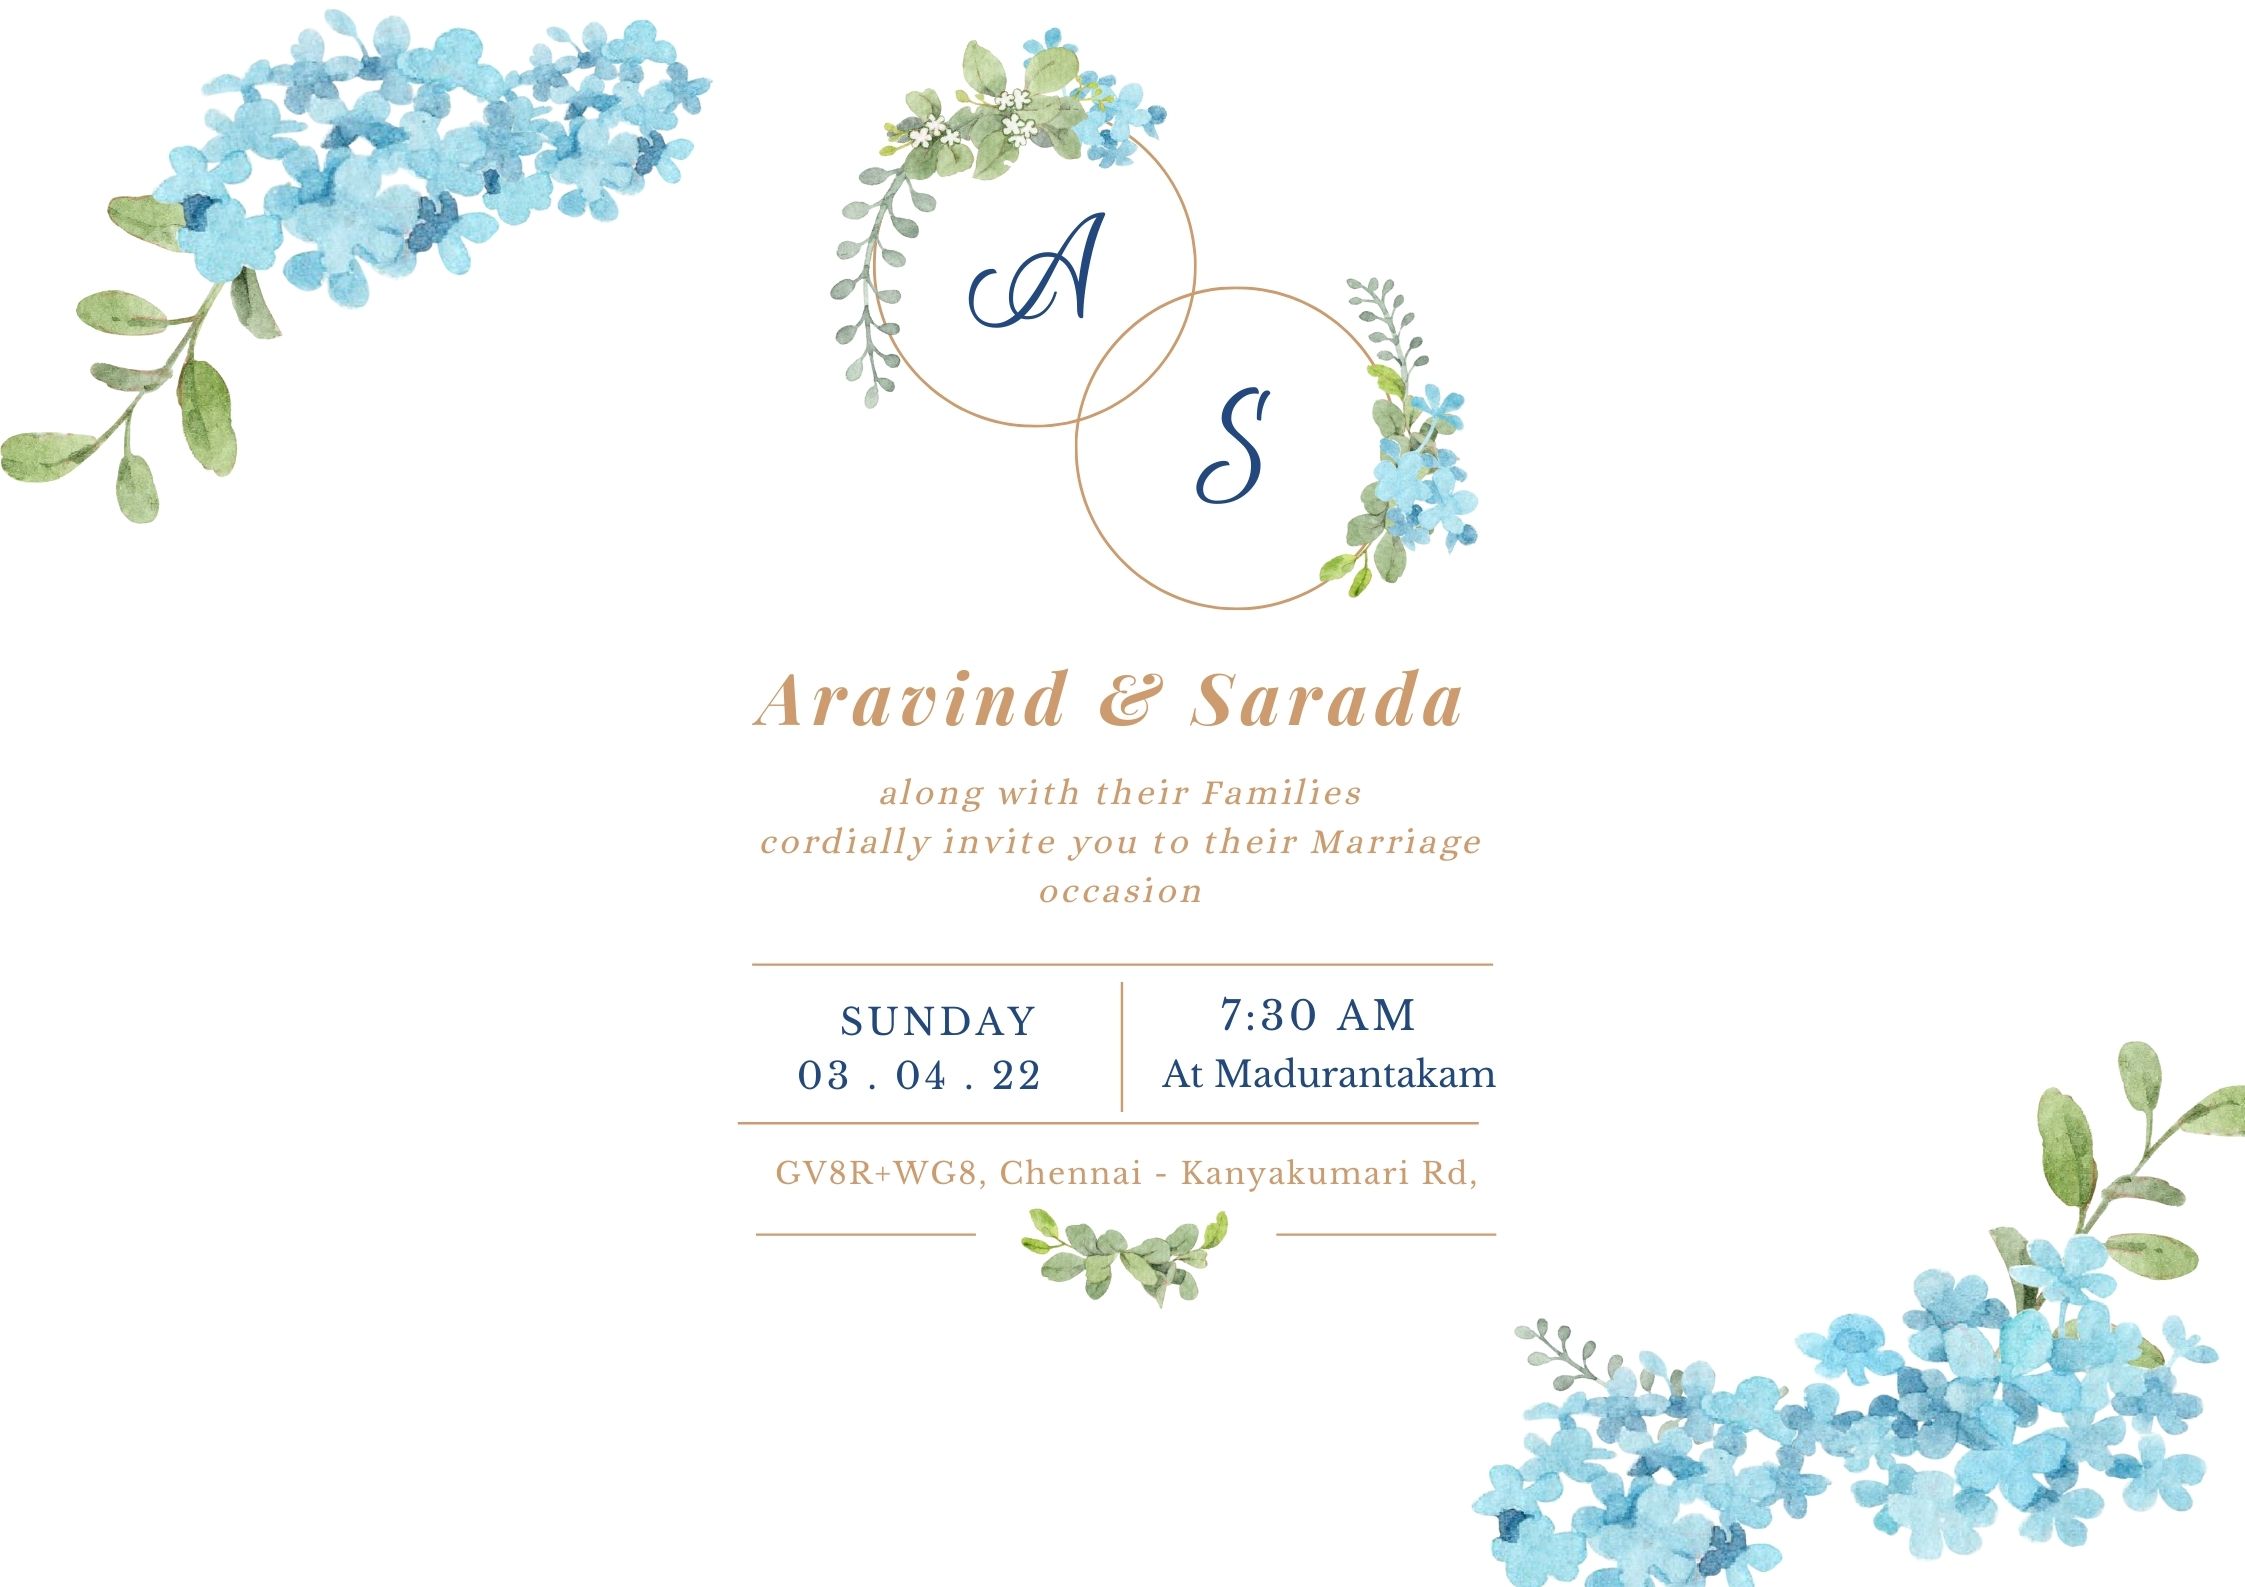 A
S
Aravind & Sarada
along with their Families
cordially invite you to their Marriage
occasion
SUNDAY
03 . 04 . 22
7:30 AM
At Madurantakam
GV8R+WG8, Chennai - Kanyakumari Rd,